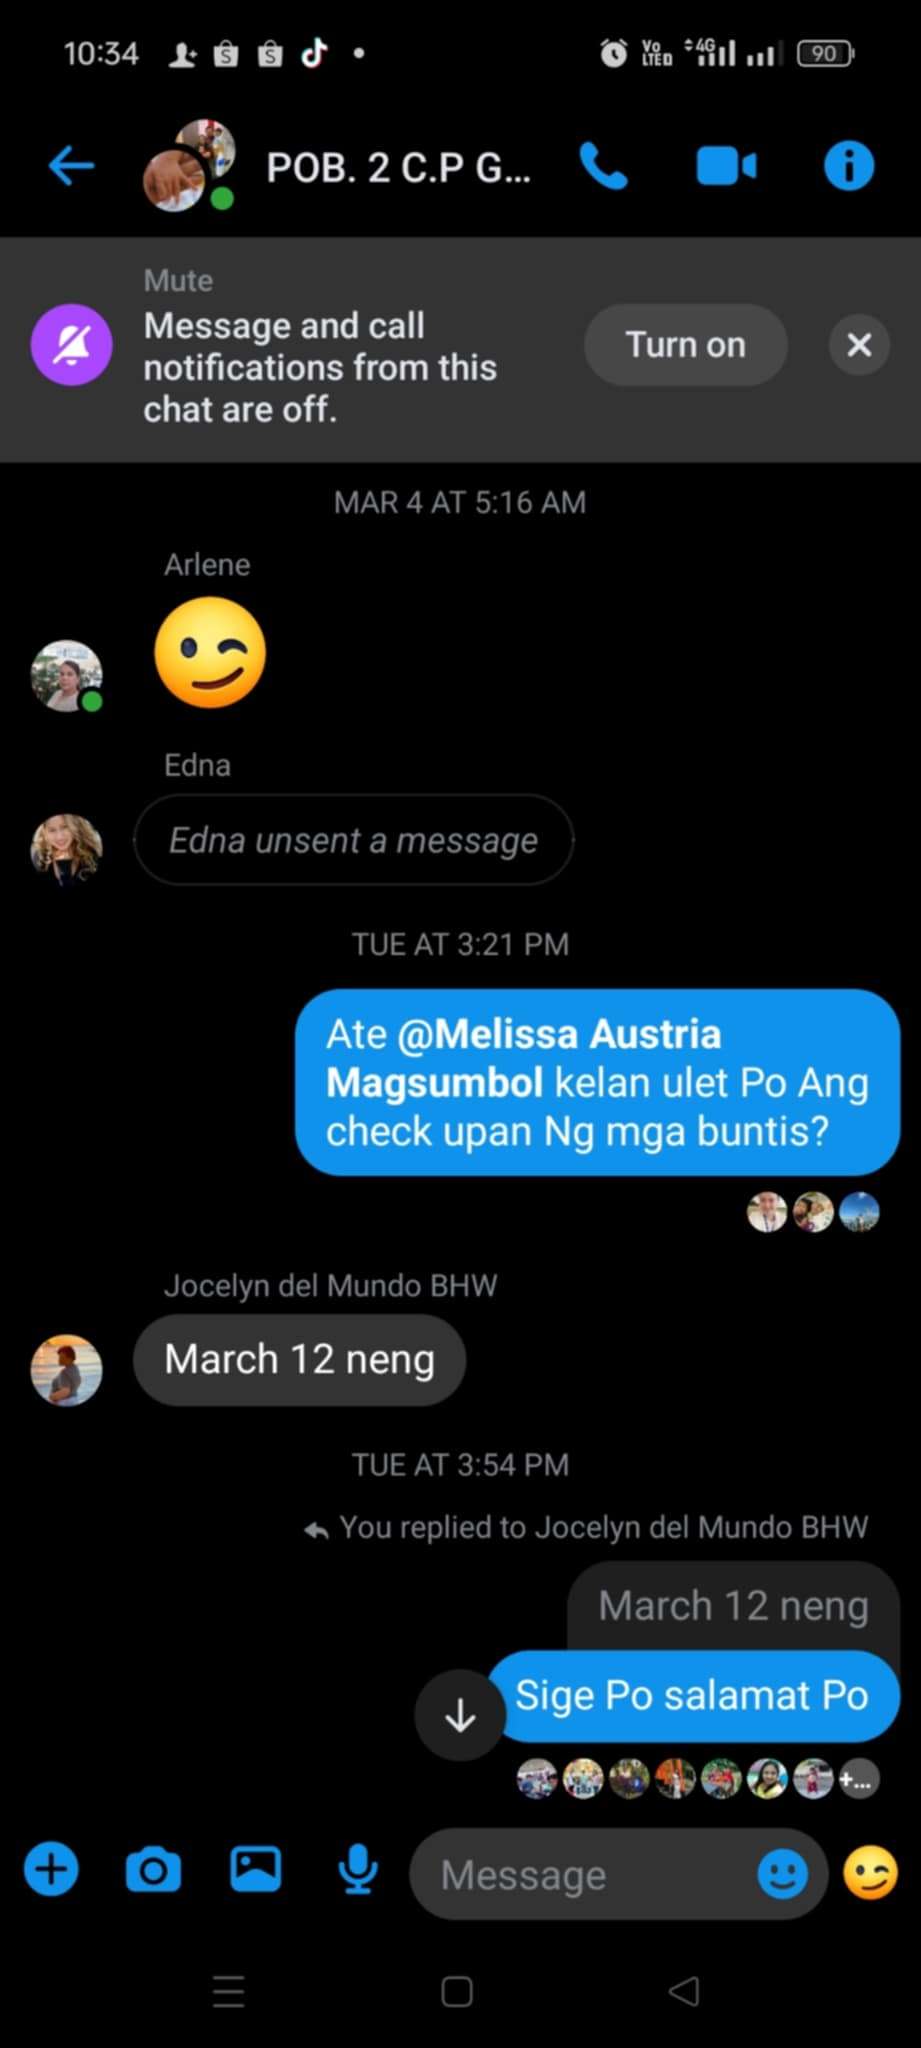 10:34
Vo
LTE
4G
90
POB. 2 C.P G...
Mute
Message and call
notifications from this
chat are off.
Turn on
MAR 4 AT 5:16 AM
Arlene
Edna
Edna unsent a message
TUE AT 3:21 PM
Ate @Melissa Austria
Magsumbol kelan ulet Po Ang
check upan Ng mga buntis?
Jocelyn del Mundo BHW
March 12 neng
TUE AT 3:54 PM
You replied to Jocelyn del Mundo BHW
March 12 neng
Sige Po salamat Po
+...
Message